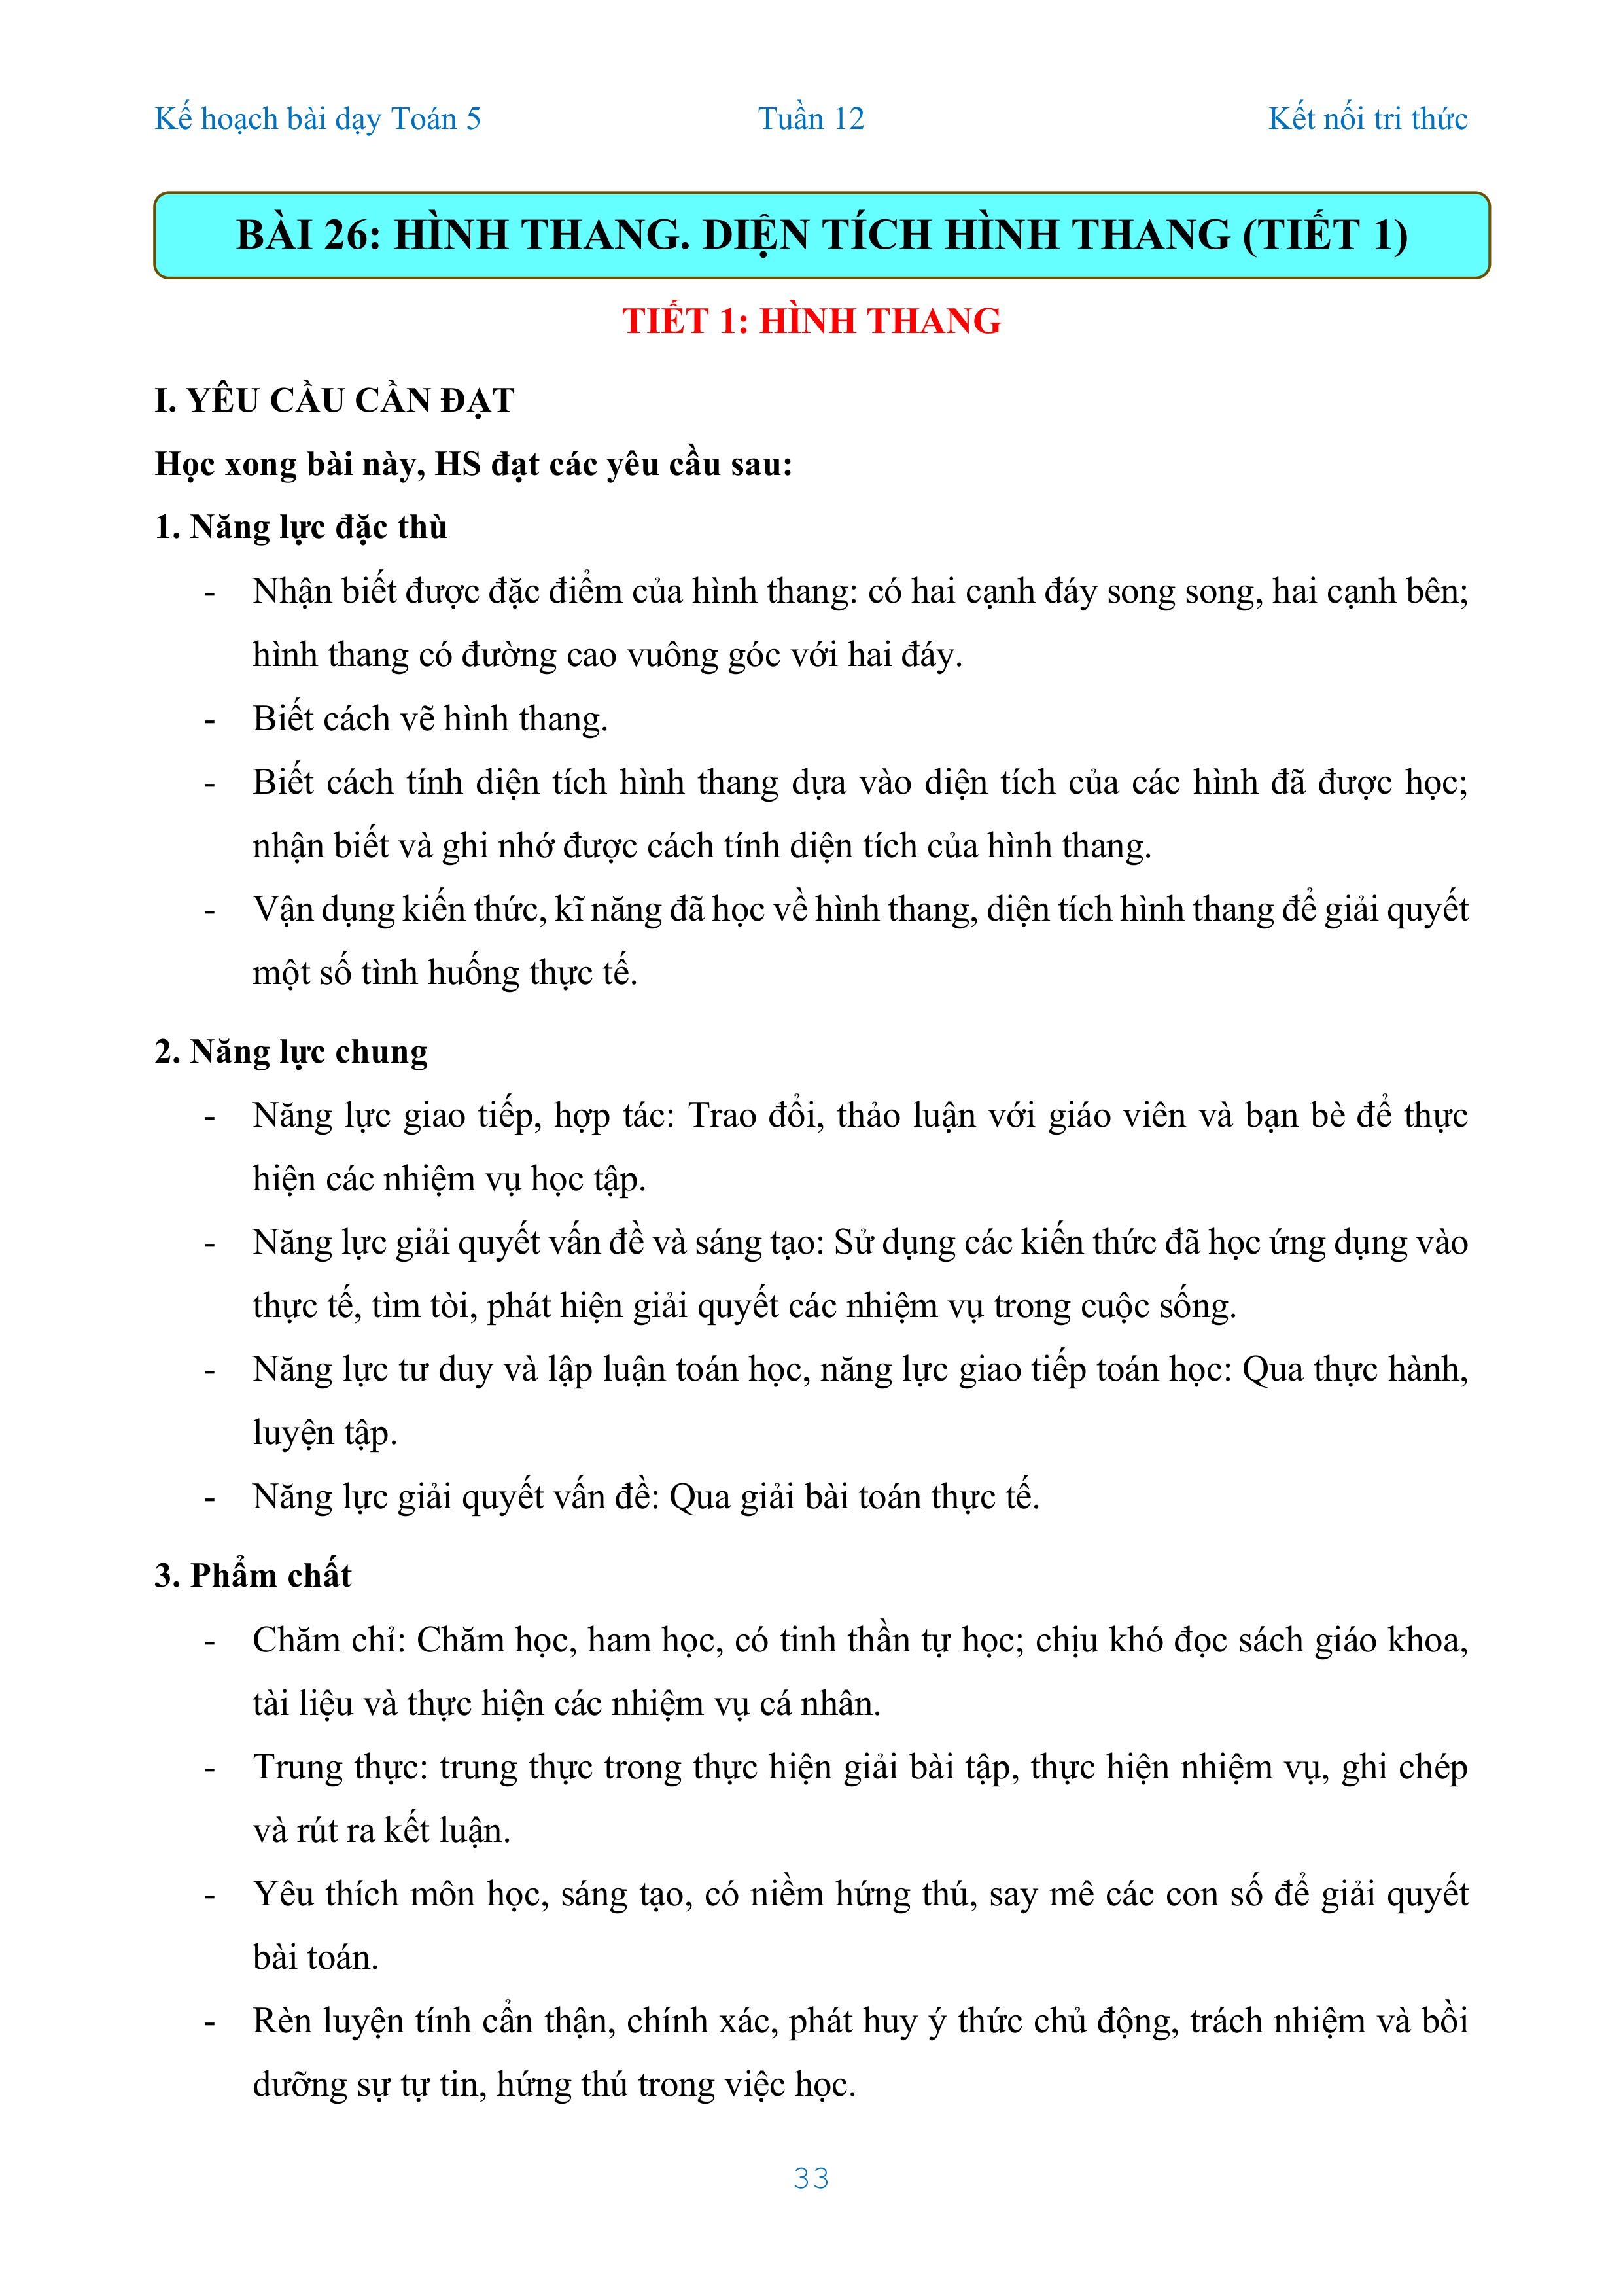 Kế hoạch bài dạy Toán 5 Tuần 12 Kết nối tri thức
BÀI 26: HÌNH THANG. DIỆN TÍCH HÌNH THANG (TIẾT 1)
TIẾT 1: HÌNH THANG
I. YÊU CẦU CẦN ĐẠT
Học xong bài này, HS đạt các yêu cầu sau:
1. Năng lực đặc thù
- Nhận biết được đặc điểm của hình thang: có hai cạnh đáy song song, hai cạnh bên;
hình thang có đường cao vuông góc với hai đáy.
- Biết cách vẽ hình thang.
- Biết cách tính diện tích hình thang dựa vào diện tích của các hình đã được học;
nhận biết và ghi nhớ được cách tính diện tích của hình thang.
- Vận dụng kiến thức, kĩ năng đã học về hình thang, diện tích hình thang để giải quyết
một số tình huống thực tế.
2. Năng lực chung
- Năng lực giao tiếp, hợp tác: Trao đổi, thảo luận với giáo viên và bạn bè để thực
hiện các nhiệm vụ học tập.
- Năng lực giải quyết vấn đề và sáng tạo: Sử dụng các kiến thức đã học ứng dụng vào
thực tế, tìm tòi, phát hiện giải quyết các nhiệm vụ trong cuộc sống.
- Năng lực tư duy và lập luận toán học, năng lực giao tiếp toán học: Qua thực hành,
luyện tập.
- Năng lực giải quyết vấn đề: Qua giải bài toán thực tế.
3. Phẩm chất
- Chăm chỉ: Chăm học, ham học, có tinh thần tự học; chịu khó đọc sách giáo khoa,
tài liệu và thực hiện các nhiệm vụ cá nhân.
- Trung thực: trung thực trong thực hiện giải bài tập, thực hiện nhiệm vụ, ghi chép
và rút ra kết luận.
- Yêu thích môn học, sáng tạo, có niềm hứng thú, say mê các con số để giải quyết
bài toán.
- Rèn luyện tính cẩn thận, chính xác, phát huy ý thức chủ động, trách nhiệm và bồi
dưỡng sự tự tin, hứng thú trong việc học.
33